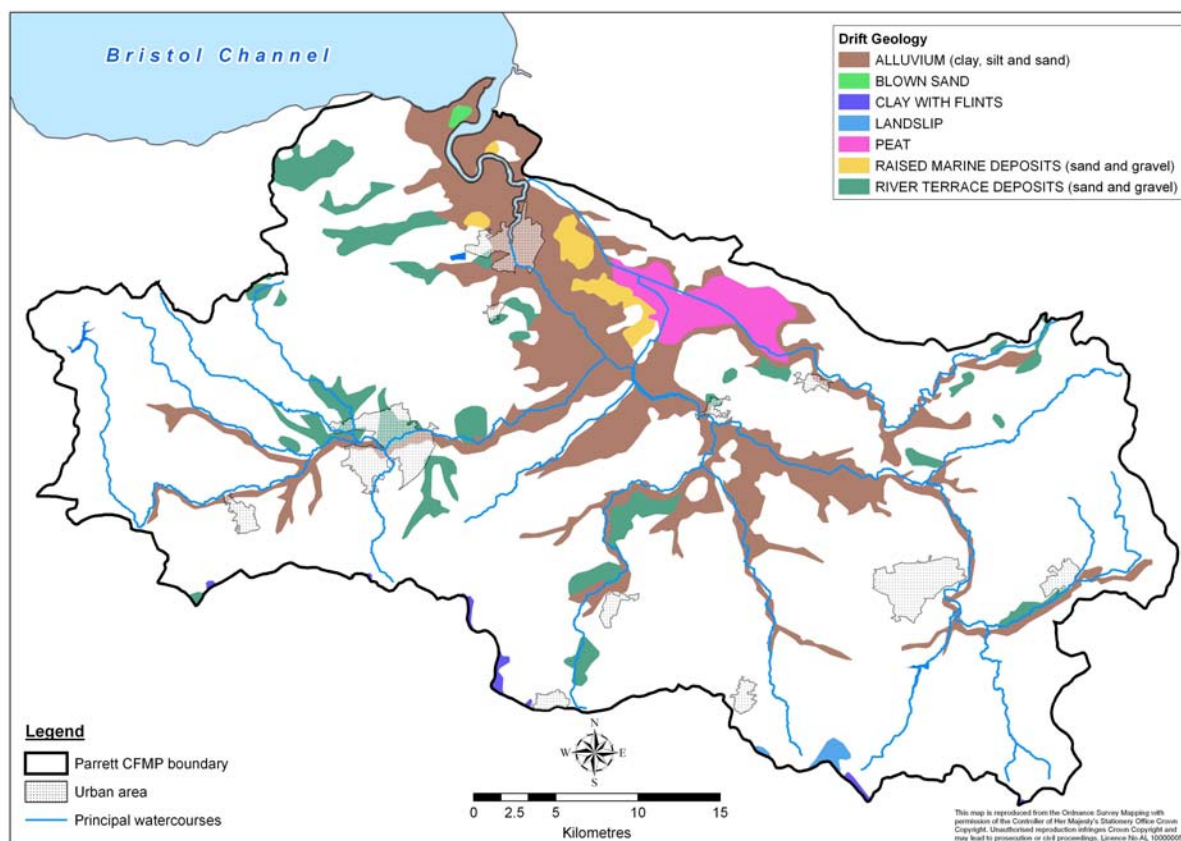 Bristol Channel
Drift Geology
ALLUVIUM (clay, silt and sand)
BLOWN SAND
CLAY WITH FLINTS
LANDSLIP
PEAT
RAISED MARINE DEPOSITS (sand and gravel)
RIVER TERRACE DEPOSITS (sand and gravel)
Legend
Parrett CFMP boundary
Urban area
Principal watercourses
N
W E
S
0 2.5 5 10 15
Kilometres
This map is reproduced from the Ordnance Survey Mapping with
permission of the Controller of Her Majesty's Stationery Office Crown
Copyright. Unauthorised reproduction infringes Crown Copyright and
may lead to prosecution or civil proceedings. Licence No AL